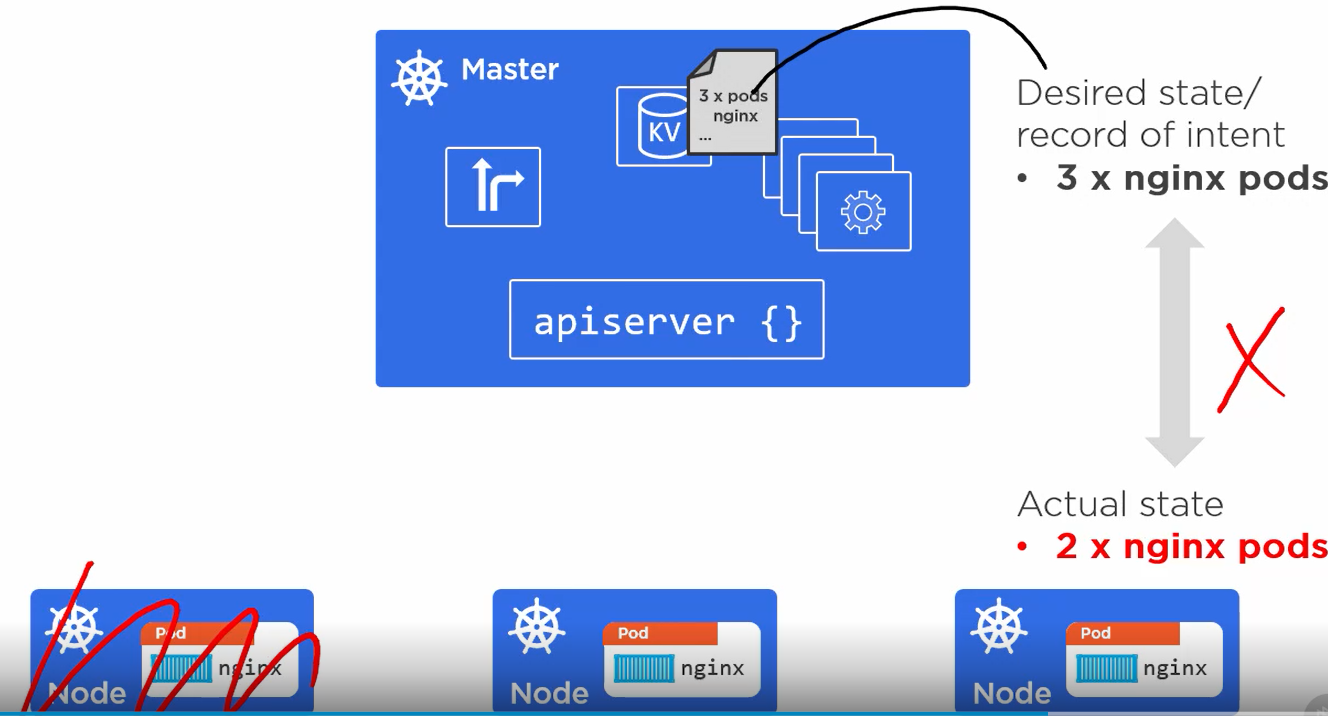 Master
3 x pods
nginx
...
KV
apiserver {}
Desired state/
record of intent
• 3 x nginx pods
Actual state
• 2 x nginx pods
Pod
nginx
Node
Pod
nginx
Node
Pod
nginx
Node